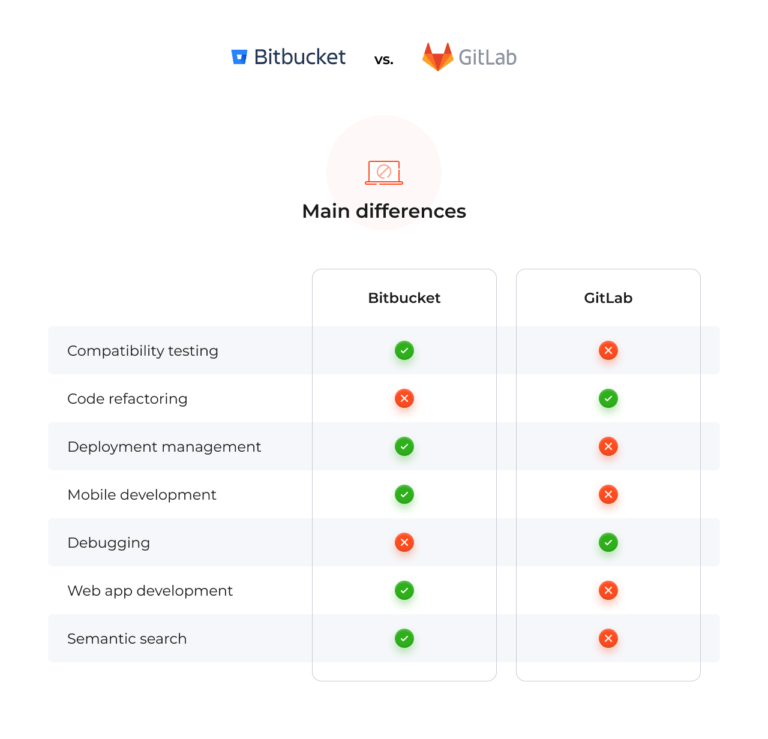 Bitbucket vs. GitLab
Main differences
Bitbucket GitLab
Compatibility testing
Code refactoring
Deployment management
Mobile development
Debugging
Web app development
Semantic search